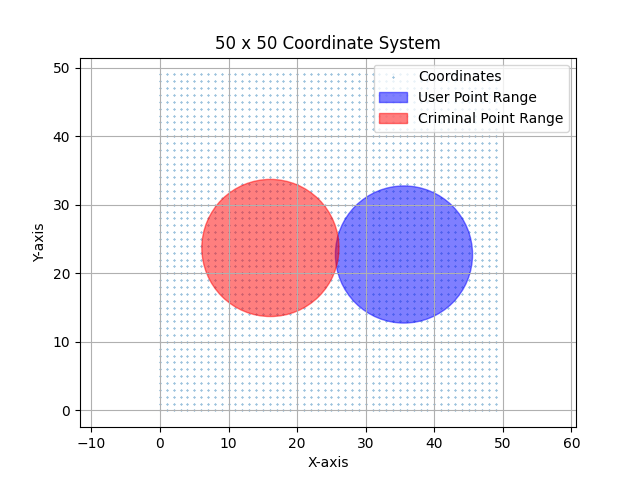 50 x 50 Coordinate System
Coordinates
User Point Range
Criminal Point Range
Y-axis
50
40
30
20
10
0
−10 0 10 20 30 40 50 60
X-axis